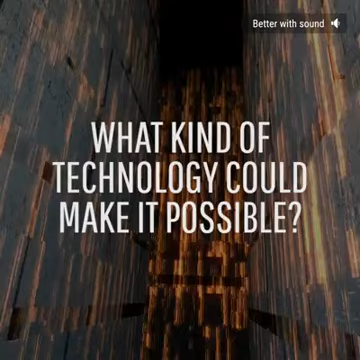 Better with sound
WHAT KIND OF
TECHNOLOGY COULD
MAKE IT POSSIBLE?